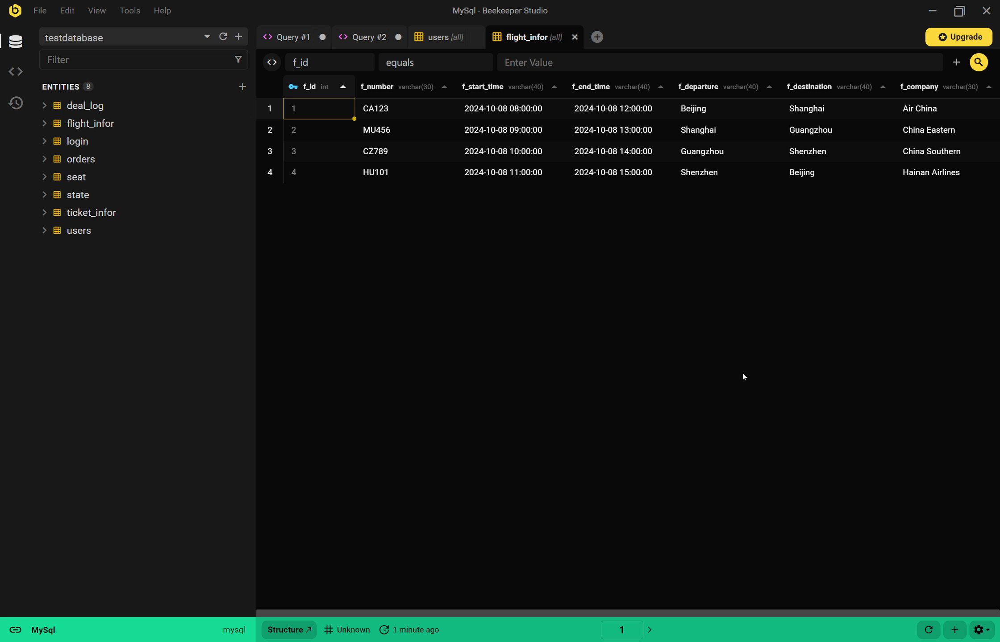 File Edit View Tools Help MySql - Beekeeper Studio
testdatabase
Query #1 Query #2 users [all] flight_infor [all] Upgrade
Filter
f_id equals Enter Value
ENTITIES 8
f_id int f_number varchar(30) f_start_time varchar(40) f_end_time varchar(40) f_departure varchar(40) f_destination varchar(40) f_company varchar(30)
deal_log
flight_infor
login
orders
seat
state
ticket_infor
users
1 1 CA123 2024-10-08 08:00:00 2024-10-08 12:00:00 Beijing Shanghai Air China
2 2 MU456 2024-10-08 09:00:00 2024-10-08 13:00:00 Shanghai Guangzhou China Eastern
3 3 CZ789 2024-10-08 10:00:00 2024-10-08 14:00:00 Guangzhou Shenzhen China Southern
4 4 HU101 2024-10-08 11:00:00 2024-10-08 15:00:00 Shenzhen Beijing Hainan Airlines
MySql mysql Structure Unknown 1 minute ago 1